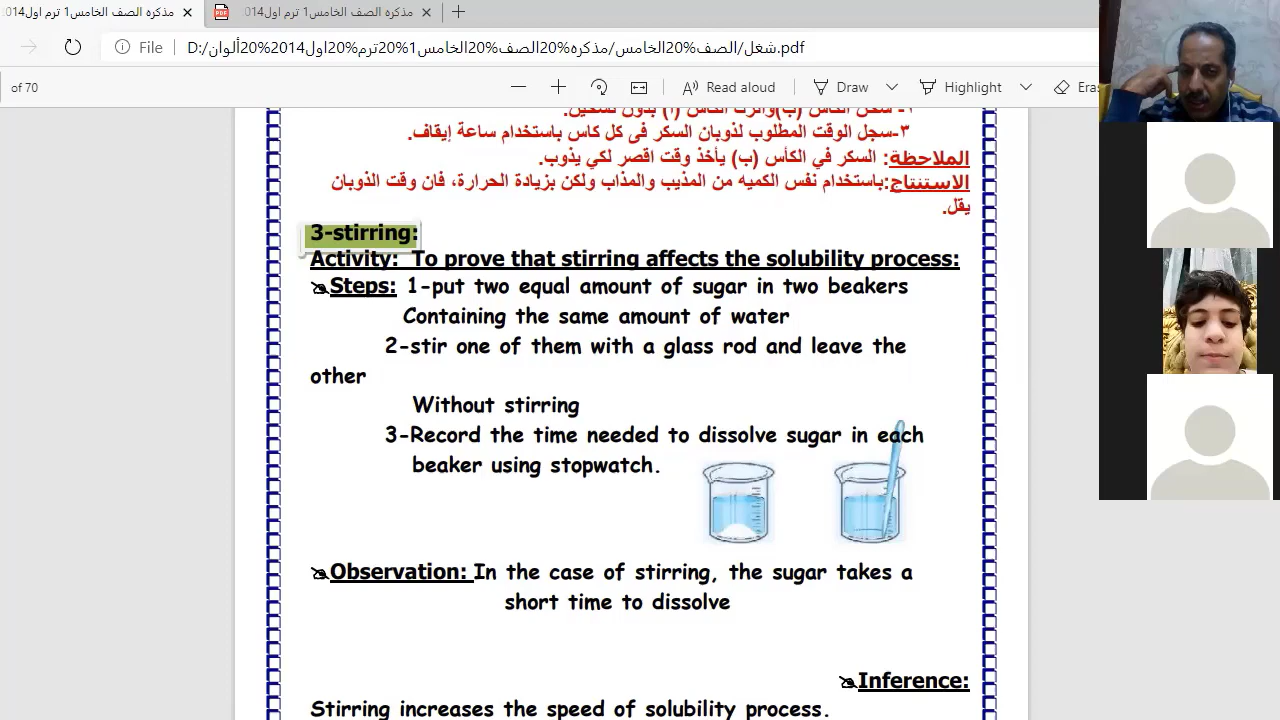 مذكره الصف الخامس1 ترم اول2014
مذكره الصف الخامس1 ترم اول2014
File
D:/شغل/الصف%20الخامس/مذكره%20الصف%20الخامس1%20ترم%20اول2014%20ألوان.pdf
of 70
Read aloud
Draw
Highlight
Eras
٣-سجل الوقت المطلوب لذوبان السكر فى كل كاس باستخدام ساعة إيقاف.
الملاحظة: السكر في الكأس (ب) يأخذ وقت اقصر لكي يذوب.
الاستنتاج:باستخدام نفس الكميه من المذيب والمذاب ولكن بزيادة الحرارة، فان وقت الذوبان
يقل.
3-stirring:
Activity: To prove that stirring affects the solubility process:
Steps: 1-put two equal amount of sugar in two beakers
Containing the same amount of water
2-stir one of them with a glass rod and leave the
other
Without stirring
3-Record the time needed to dissolve sugar in each
beaker using stopwatch.
Observation: In the case of stirring, the sugar takes a
short time to dissolve
Inference:
Stirring increases the speed of solubility process.